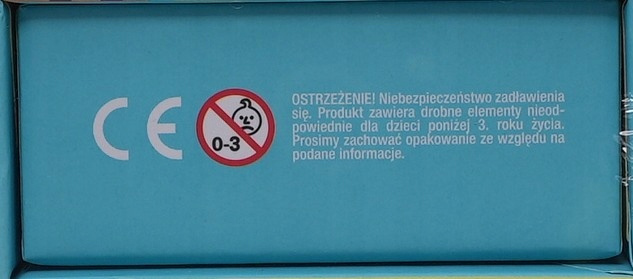 CE
0-3
OSTRZEŻENIE! Niebezpieczeństwo zadławienia
się. Produkt zawiera drobne elementy nieod-
powiednie dla dzieci poniżej 3. roku życia.
Prosimy zachować opakowanie ze względu na
podane informacje.